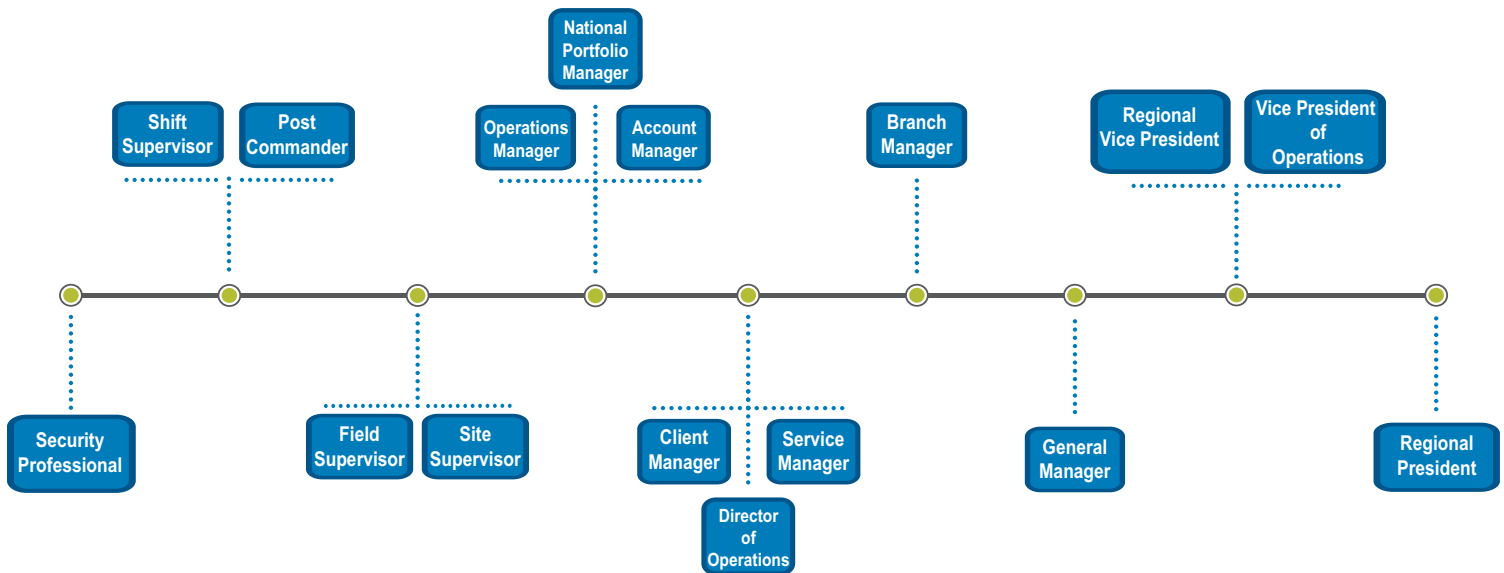 National
Portfolio
Manager
Shift
Supervisor
Post
Commander
Operations
Manager
Account
Manager
Branch
Manager
Regional
Vice President
Vice President
of
Operations
Security
Professional
Field
Supervisor
Site
Supervisor
Client
Manager
Service
Manager
Director
of
Operations
General
Manager
Regional
President